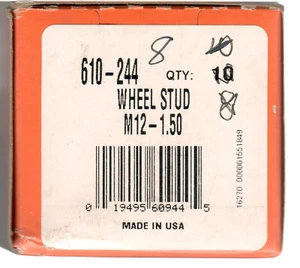 8
610-244 QTY: 10
8
WHEEL STUD
M12-1.50
0 19495 60944 5
MADE IN USA
16270 000001551849